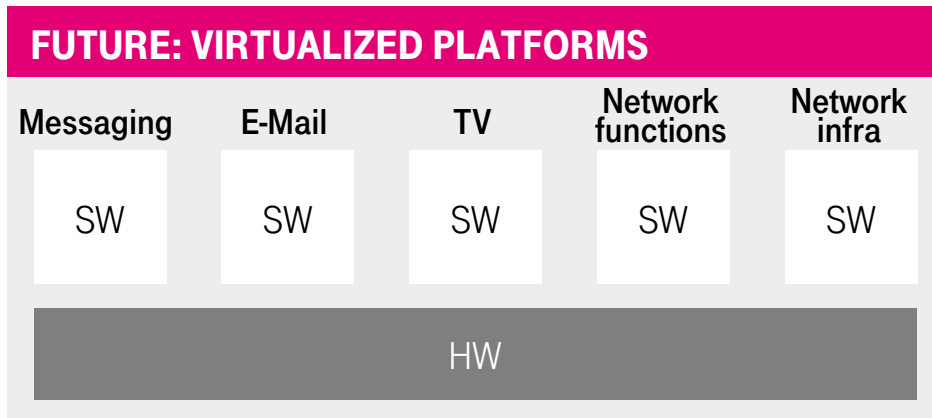 FUTURE: VIRTUALIZED PLATFORMS
Messaging
E-Mail
TV
Network
functions
Network
infra
SW
SW
SW
SW
SW
HW